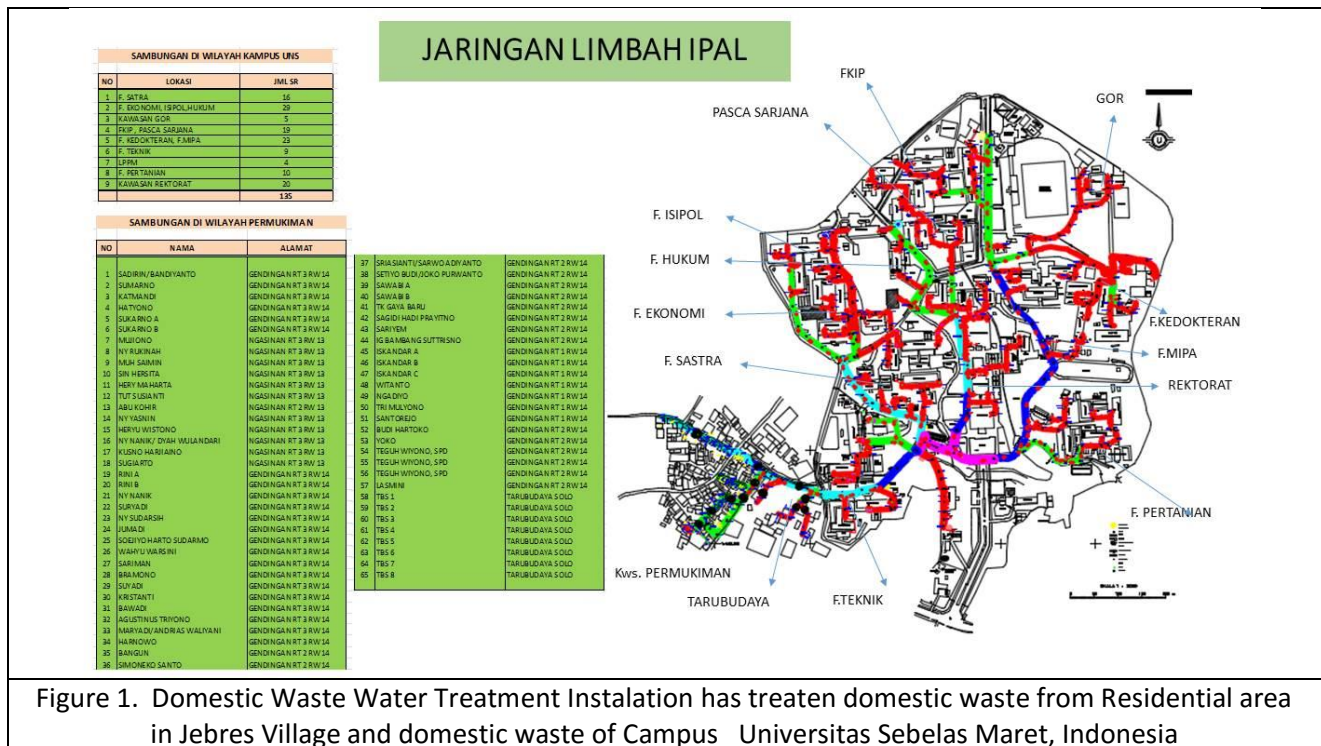 JARINGAN LIMBAH IPAL
SAMBUNGAN DI WILAYAH KAMPUS UNS
NO LOKASI JML SR
1 F. SATRA 16
2 F. EKONOMI, ISIPOL,HUKUM 29
3 KAWASAN GOR 5
4 FKIP , PASCA SARJANA 19
5 F. KEDOKTERAN, F.MIPA 23
6 F. TEKNIK 9
7 LPPM 4
8 F. PERTANIAN 10
9 KAWASAN REKTORAT 20
135
SAMBUNGAN DI WILAYAH PERMUKIMAN
NO NAMA ALAMAT
1 SADIRIN/BANDIYANTO GENDINGAN RT 3 RW 14
2 SUMARNO GENDINGAN RT 3 RW 14
3 KATMANDI GENDINGAN RT 3 RW 14
4 HATYONO GENDINGAN RT 3 RW 14
5 SUKARNO A GENDINGAN RT 3 RW 14
6 SUKARNO B GENDINGAN RT 3 RW 14
7 MUJIONO NGASINAN RT 3 RW 13
8 NY RUKINAH NGASINAN RT 3 RW 13
9 MUH SAIMIN NGASINAN RT 3 RW 13
10 SIN HERSITA NGASINAN RT 3 RW 13
11 HERY MAHARTA NGASINAN RT 3 RW 13
12 TUT SUSIANTI NGASINAN RT 3 RW 13
13 ABU KOHIR NGASINAN RT 2 RW 13
14 NY YASNIN NGASINAN RT 3 RW 13
15 HERYU WISTONO NGASINAN RT 3 RW 13
16 NY NANIK/ DYAH WULANDARI NGASINAN RT 3 RW 13
17 KUSNO HARJIAINO NGASINAN RT 3 RW 13
18 SUGIARTO NGASINAN RT 3 RW 13
19 RINI A GENDINGAN RT 3 RW 14
20 RINI B GENDINGAN RT 3 RW 14
21 NY NANIK GENDINGAN RT 3 RW 14
22 SURYADI GENDINGAN RT 3 RW 14
23 NY SUDARSIH GENDINGAN RT 3 RW 14
24 JUMADI GENDINGAN RT 3 RW 14
25 SOEJIYO HARTO SUDARMO GENDINGAN RT 3 RW 14
26 WAHYU WARSINI GENDINGAN RT 3 RW 14
27 SARIMAN GENDINGAN RT 3 RW 14
28 BRAMONO GENDINGAN RT 3 RW 14
29 SUYADI GENDINGAN RT 3 RW 14
30 KRISTANTI GENDINGAN RT 3 RW 14
31 BAWADI GENDINGAN RT 3 RW 14
32 AGUSTINUS TRIYONO GENDINGAN RT 3 RW 14
33 MARYADI/ANDRIAS WALIYANI GENDINGAN RT 3 RW 14
34 HARNOWO GENDINGAN RT 3 RW 14
35 BANGUN GENDINGAN RT 2 RW 14
36 SIMONEKO SANTO GENDINGAN RT 2 RW 14
37 SRIASIANTI/SARWO ADIYANTO GENDINGAN RT 2 RW 14
38 SETIYO BUDI/JOKO PURWANTO GENDINGAN RT 2 RW 14
39 SAWABI A GENDINGAN RT 2 RW 14
40 SAWABI B GENDINGAN RT 2 RW 14
41 TK GAYA BARU GENDINGAN RT 2 RW 14
42 SAGIDI HADI PRAYITNO GENDINGAN RT 2 RW 14
43 SARIYEM GENDINGAN RT 2 RW 14
44 IG BAMBANG SUTTRISNO GENDINGAN RT 2 RW 14
45 ISKANDAR A GENDINGAN RT 1 RW 14
46 ISKANDAR B GENDINGAN RT 1 RW 14
47 ISKANDAR C GENDINGAN RT 1 RW 14
48 WITANTO GENDINGAN RT 1 RW 14
49 NGADIYO GENDINGAN RT 1 RW 14
50 TRI MULYONO GENDINGAN RT 1 RW 14
51 SANTOREJO GENDINGAN RT 1 RW 14
52 BUDI HARTOKO GENDINGAN RT 2 RW 14
53 YOKO GENDINGAN RT 2 RW 14
54 TEGUH WIYONO, SPD GENDINGAN RT 2 RW 14
55 TEGUH WIYONO, SPD GENDINGAN RT 2 RW 14
56 TEGUH WIYONO, SPD GENDINGAN RT 2 RW 14
57 LASMINI GENDINGAN RT 2 RW 14
58 TBS 1 TARUBUDAYA SOLO
59 TBS 2 TARUBUDAYA SOLO
60 TBS 3 TARUBUDAYA SOLO
61 TBS 4 TARUBUDAYA SOLO
62 TBS 5 TARUBUDAYA SOLO
63 TBS 6 TARUBUDAYA SOLO
64 TBS 7 TARUBUDAYA SOLO
65 TBS 8 TARUBUDAYA SOLO
FKIP
PASCA SARJANA
GOR
F. ISIPOL
F. HUKUM
F. EKONOMI
F. SASTRA
F.KEDOKTERAN
F.MIPA
REKTORAT
F. PERTANIAN
Kws. PERMUKIMAN
TARUBUDAYA
F.TEKNIK
Figure 1. Domestic Waste Water Treatment Instalation has treaten domestic waste from Residential area
in Jebres Village and domestic waste of Campus Universitas Sebelas Maret, Indonesia